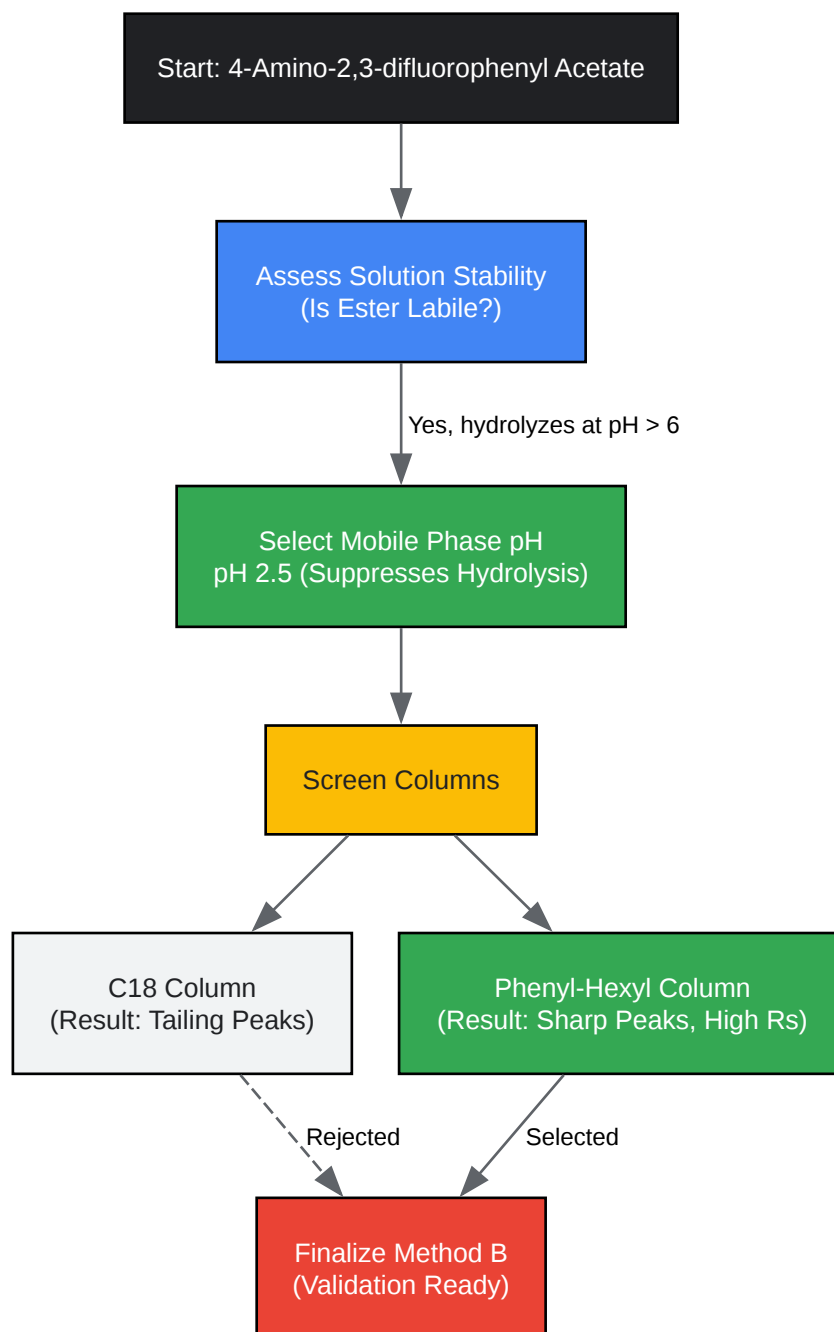 Start: 4-Amino-2,3-difluorophenyl Acetate
Assess Solution Stability
(Is Ester Labile?)
Yes, hydrolyzes at pH > 6
Select Mobile Phase pH
pH 2.5 (Suppresses Hydrolysis)
Screen Columns
C18 Column
(Result: Tailing Peaks)
Phenyl-Hexyl Column
(Result: Sharp Peaks, High Rs)
Rejected
Selected
Finalize Method B
(Validation Ready)